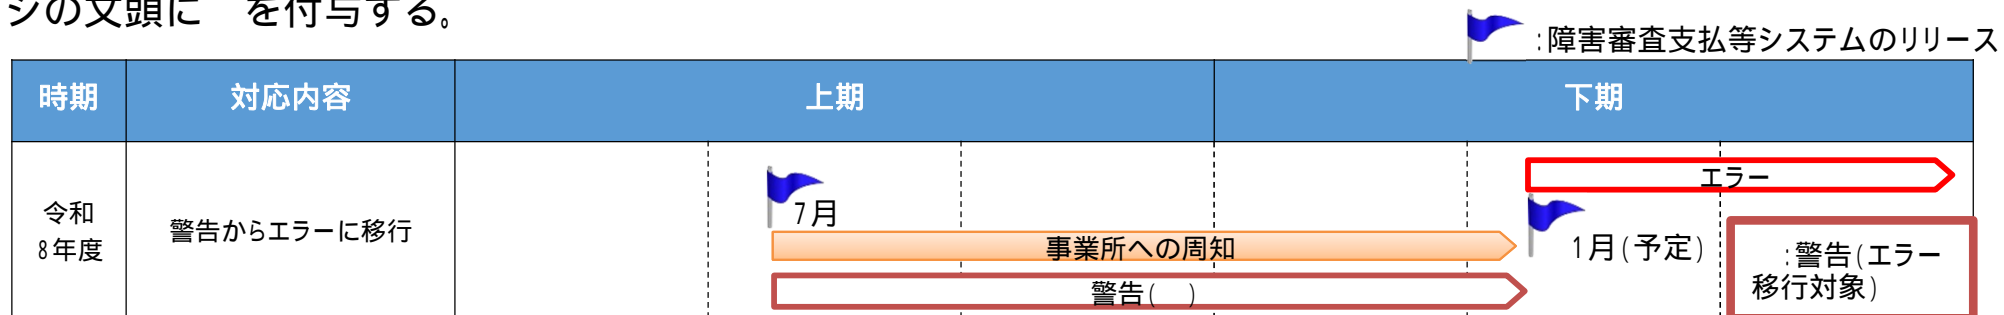 ジの文頭に　を付与する。
:障害審査支払等システムのリリース
時期 対応内容 上期 下期
エラー
7月
令和
8年度
警告からエラーに移行
事業所への周知
1月(予定)
:警告(エラー
移行対象)
警告(　)